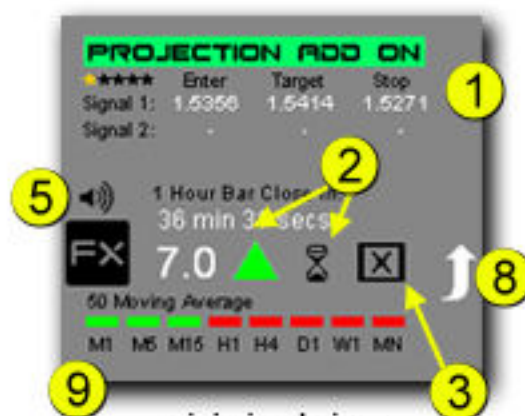 PROJECTION ADD ON
Enter Target Stop
Signal 1: 1.5356 1.5414 1.5271
Signal 2: - - -
1
2
5
1 Hour Bar Close In:
36 min secs
FX 7.0 X
8
50 Moving Average
M1 M5 M15 H1 H4 D1 W1 MN
9
3